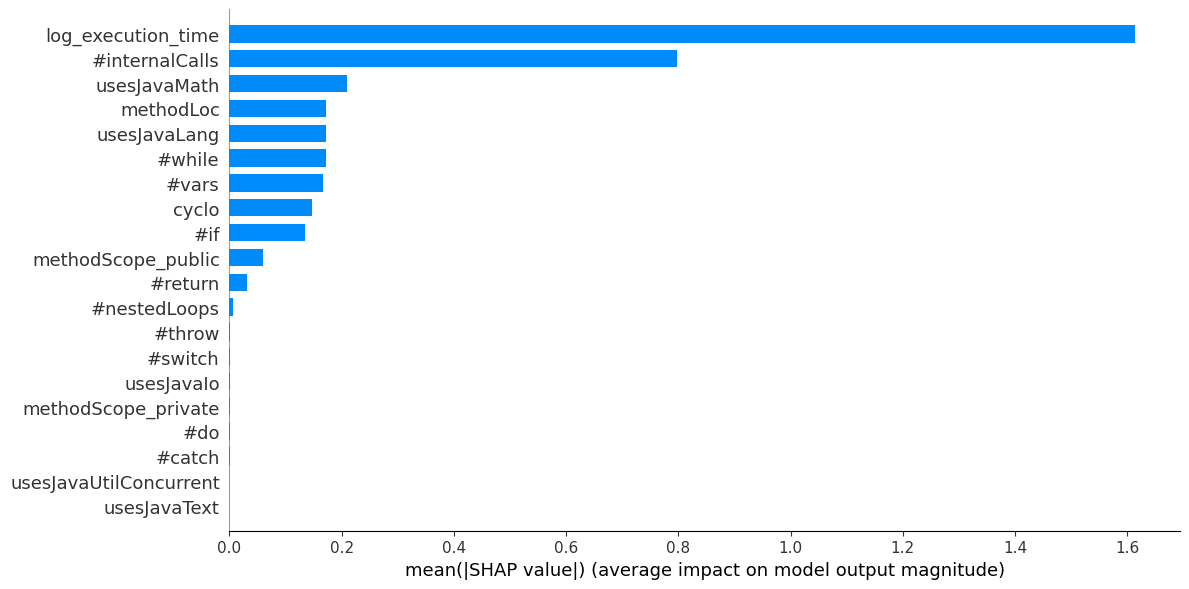 log_execution_time
#internalCalls
usesJavaMath
methodLoc
usesJavaLang
#while
#vars
cyclo
#if
methodScope_public
#return
#nestedLoops
#throw
#switch
usesJavaIo
methodScope_private
#do
#catch
usesJavaUtilConcurrent
usesJavaText
0.0 0.2 0.4 0.6 0.8 1.0 1.2 1.4 1.6
mean(|SHAP value|) (average impact on model output magnitude)